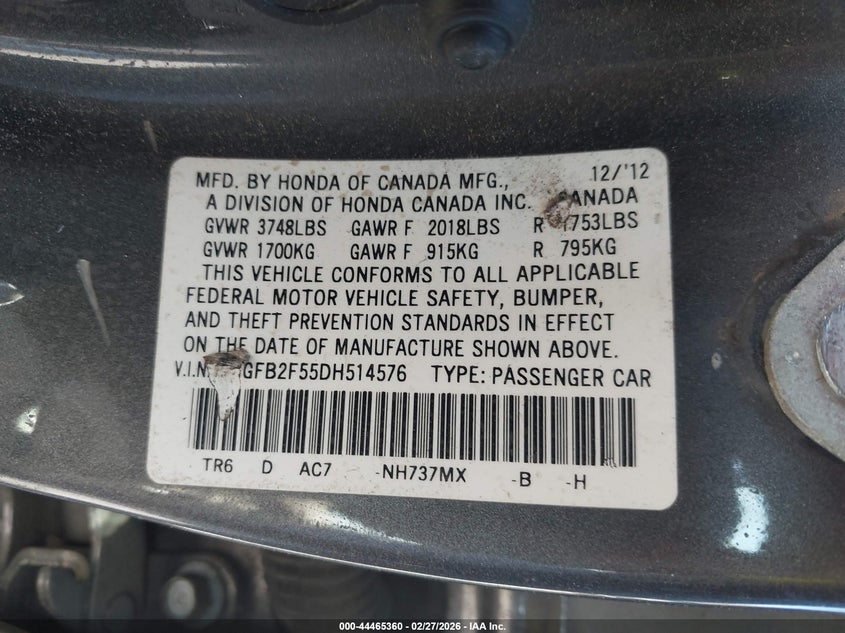 12/'12
MFD. BY HONDA OF CANADA MFG.,
A DIVISION OF HONDA CANADA INC. CANADA
GVWR 3748LBS GAWR F 2018LBS R 1753LBS
GVWR 1700KG GAWR F 915KG R 795KG
THIS VEHICLE CONFORMS TO ALL APPLICABLE
FEDERAL MOTOR VEHICLE SAFETY, BUMPER,
AND THEFT PREVENTION STANDARDS IN EFFECT
ON THE DATE OF MANUFACTURE SHOWN ABOVE.
V.I.N. GFB2F55DH514576 TYPE: PASSENGER CAR
TR6 D AC7 -NH737MX -B -H
000-44465360 - 02/27/2026 - IAA Inc.